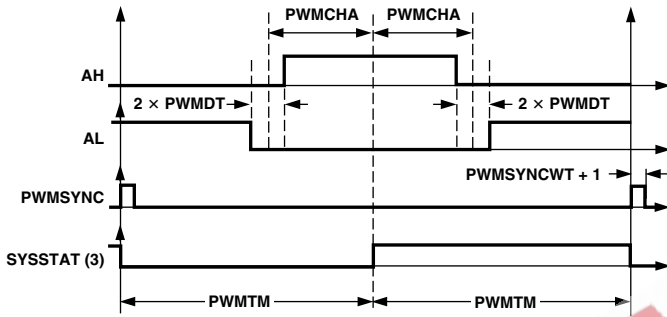 PWMCHA PWMCHA
AH
2 × PWMDT 2 × PWMDT
AL
PWMSYNCWT + 1
PWMSYNC
SYSSTAT (3)
PWMTM PWMTM